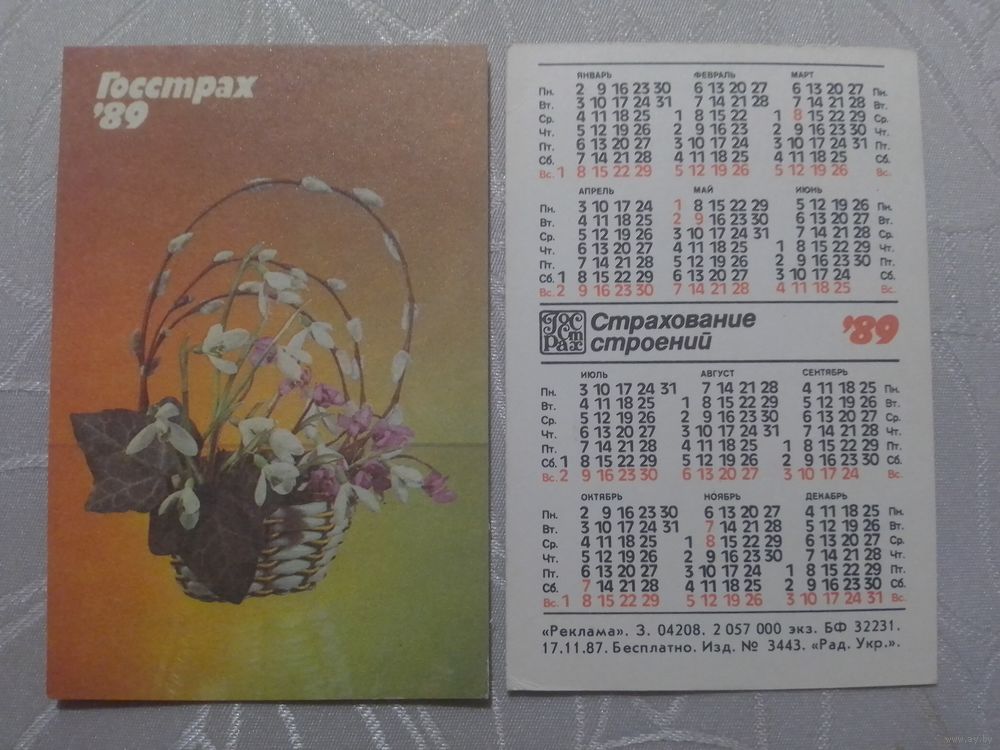 Госстрах
'89
ЯНВАРЬ ФЕВРАЛЬ МАРТ
Пн. 2 9 16 23 30 6 13 20 27 6 13 20 27 Пн.
Вт. 3 10 17 24 31 7 14 21 28 7 14 21 28 Вт.
Ср. 4 11 18 25 1 8 15 22 1 8 15 22 29 Ср.
Чт. 5 12 19 26 2 9 16 23 2 9 16 23 30 Чт.
Пт. 6 13 20 27 3 10 17 24 3 10 17 24 31 Пт.
Сб. 7 14 21 28 4 11 18 25 4 11 18 25 Сб.
Вс. 1 8 15 22 29 5 12 19 26 5 12 19 26 Вс.
АПРЕЛЬ МАЙ ИЮНЬ
Пн. 3 10 17 24 1 8 15 22 29 5 12 19 26 Пн.
Вт. 4 11 18 25 2 9 16 23 30 6 13 20 27 Вт.
Ср. 5 12 19 26 3 10 17 24 31 7 14 21 28 Ср.
Чт. 6 13 20 27 4 11 18 25 1 8 15 22 29 Чт.
Пт. 7 14 21 28 5 12 19 26 2 9 16 23 30 Пт.
Сб. 1 8 15 22 29 6 13 20 27 3 10 17 24 Сб.
Вс. 2 9 16 23 30 7 14 21 28 4 11 18 25 Вс.
Госстрах
Страхование
строений
'89
ИЮЛЬ АВГУСТ СЕНТЯБРЬ
Пн. 3 10 17 24 31 7 14 21 28 4 11 18 25 Пн.
Вт. 4 11 18 25 1 8 15 22 29 5 12 19 26 Вт.
Ср. 5 12 19 26 2 9 16 23 30 6 13 20 27 Ср.
Чт. 6 13 20 27 3 10 17 24 31 7 14 21 28 Чт.
Пт. 7 14 21 28 4 11 18 25 1 8 15 22 29 Пт.
Сб. 1 8 15 22 29 5 12 19 26 2 9 16 23 30 Сб.
Вс. 2 9 16 23 30 6 13 20 27 3 10 17 24 Вс.
ОКТЯБРЬ НОЯБРЬ ДЕКАБРЬ
Пн. 2 9 16 23 30 6 13 20 27 4 11 18 25 Пн.
Вт. 3 10 17 24 31 7 14 21 28 5 12 19 26 Вт.
Ср. 4 11 18 25 1 8 15 22 29 6 13 20 27 Ср.
Чт. 5 12 19 26 2 9 16 23 30 7 14 21 28 Чт.
Пт. 6 13 20 27 3 10 17 24 1 8 15 22 29 Пт.
Сб. 7 14 21 28 4 11 18 25 2 9 16 23 30 Сб.
Вс. 1 8 15 22 29 5 12 19 26 3 10 17 24 31 Вс.
«Реклама». З. 04208. 2 057 000 экз. БФ 32231.
17.11.87. Бесплатно. Изд. № 3443. «Рад. Укр.».
www.ay.by